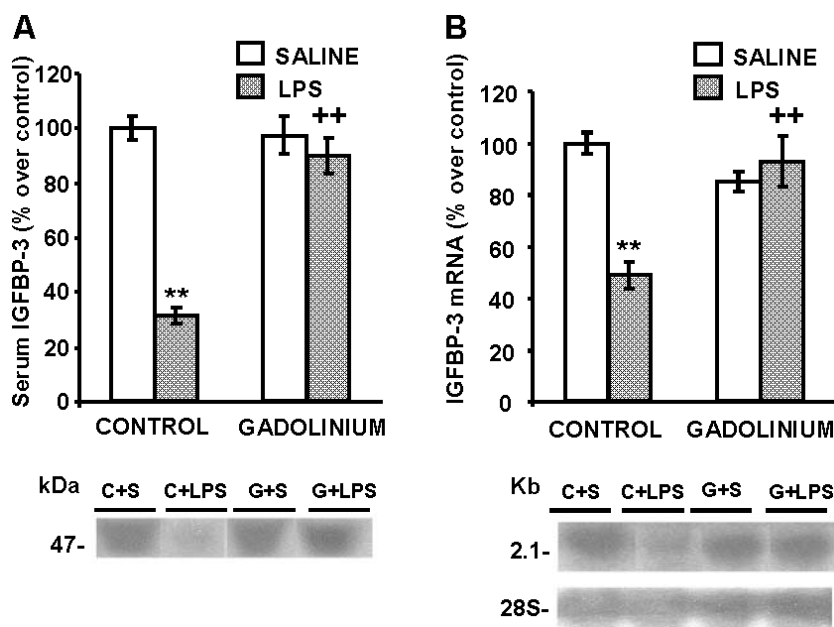 A
SALINE
LPS
Serum IGFBP-3 (% over control)
120
100
80
60
40
20
0
**
++
CONTROL
GADOLINIUM
kDa
C+S
C+LPS
G+S
G+LPS
47-
B
SALINE
LPS
IGFBP-3 mRNA (% over control)
120
100
80
60
40
20
0
**
++
CONTROL
GADOLINIUM
Kb
C+S
C+LPS
G+S
G+LPS
2.1-
28S-